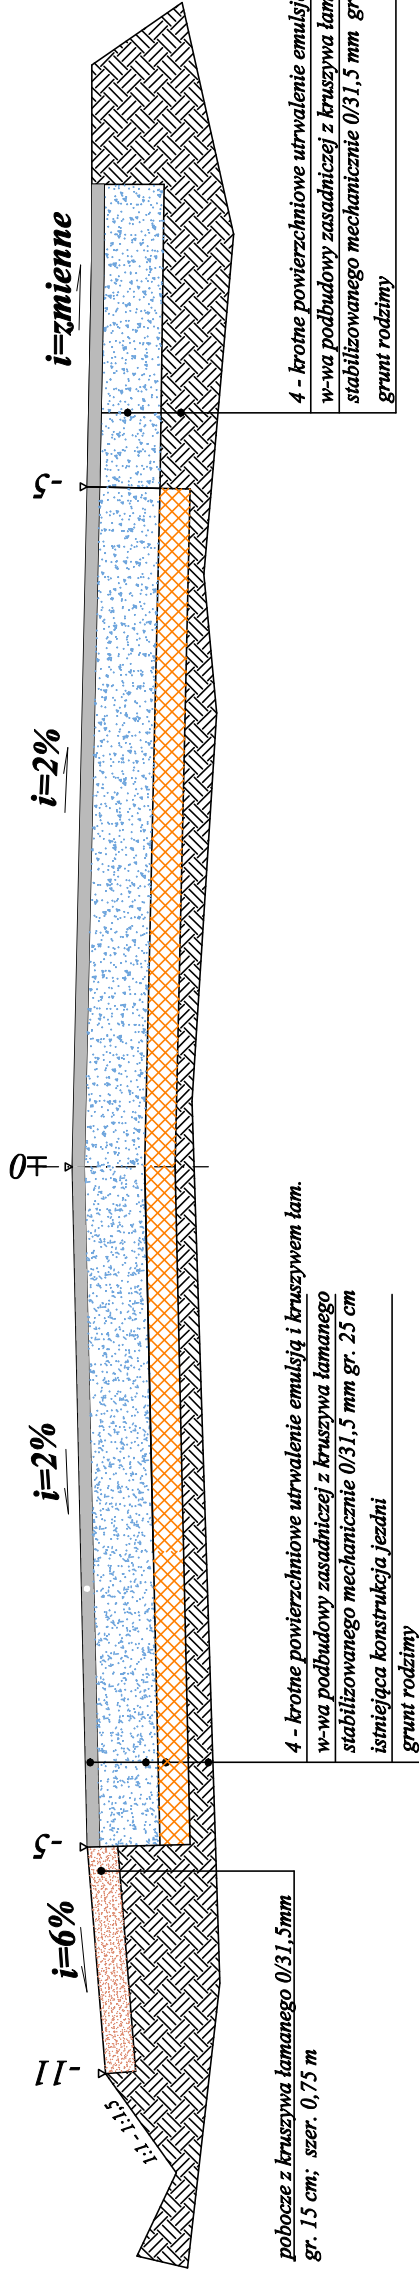 -11
i=6%
-5
i=2%
±0
i=2%
-5
i=zmienne
1:1 - 1:1,5
pobocze z kruszywa łamanego 0/31,5mm
gr. 15 cm; szer. 0,75 m
4 - krotne powierzchniowe utrwalenie emulsją i kruszywem łam.
w-wa podbudowy zasadniczej z kruszywa łamanego
stabilizowanego mechanicznie 0/31,5 mm gr. 25 cm
istniejąca konstrukcja jezdni
grunt rodzimy
4 - krotne powierzchniowe utrwalenie
w-wa podbudowy zasadniczej z kruszywa
stabilizowanego mechanicznie 0/31,5 mm
grunt rodzimy